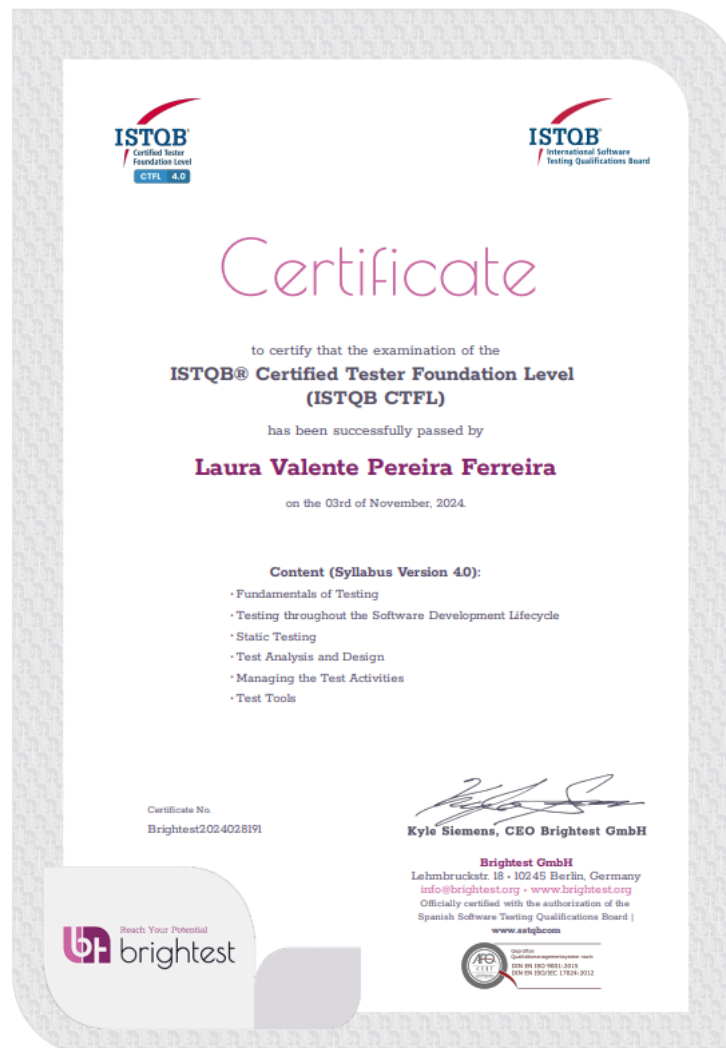 ISTQB®
Certified Tester
Foundation Level
CTFL 4.0
ISTQB®
International Software
Testing Qualifications Board
Certificate
to certify that the examination of the
ISTQB® Certified Tester Foundation Level
(ISTQB CTFL)
has been successfully passed by
Laura Valente Pereira Ferreira
on the 03rd of November, 2024.
Content (Syllabus Version 4.0):
· Fundamentals of Testing
· Testing throughout the Software Development Lifecycle
· Static Testing
· Test Analysis and Design
· Managing the Test Activities
· Test Tools
Certificate No.
Brightest2024028191
Kyle Siemens, CEO Brightest GmbH
Brightest GmbH
Lehmbruckstr. 18 • 10245 Berlin, Germany
info@brightest.org • www.brightest.org
Officially certified with the authorization of the
Spanish Software Testing Qualifications Board |
www.sstqb.com
Reach Your Potential
brightest
AFQ
CERT
Geprüftes
Qualitätsmanagementsystem nach:
DIN EN ISO 9001:2015
DIN EN ISO/IEC 17024:2012